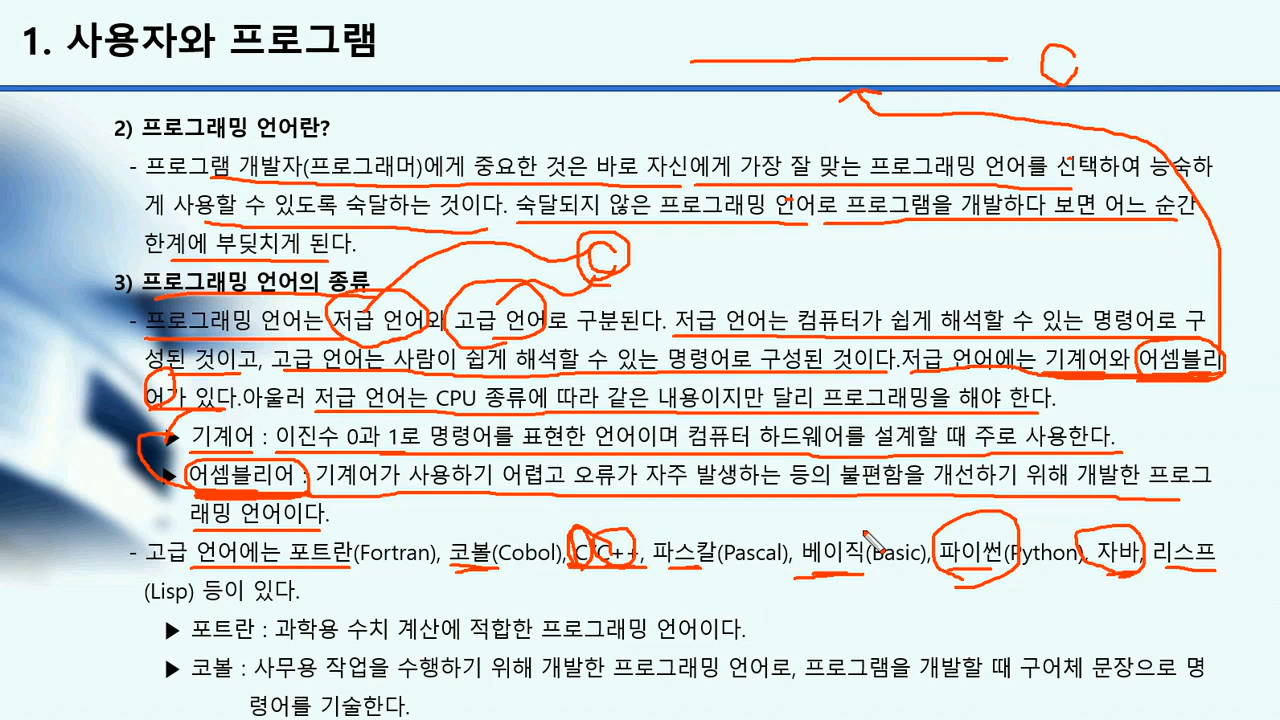 1. 사용자와 프로그램
C
2) 프로그래밍 언어란?
- 프로그램 개발자(프로그래머)에게 중요한 것은 바로 자신에게 가장 잘 맞는 프로그래밍 언어를 선택하여 능숙하
게 사용할 수 있도록 숙달하는 것이다. 숙달되지 않은 프로그래밍 언어로 프로그램을 개발하다 보면 어느 순간
한계에 부딪치게 된다.
C
3) 프로그래밍 언어의 종류
- 프로그래밍 언어는 저급 언어와 고급 언어로 구분된다. 저급 언어는 컴퓨터가 쉽게 해석할 수 있는 명령어로 구
성된 것이고, 고급 언어는 사람이 쉽게 해석할 수 있는 명령어로 구성된 것이다.저급 언어에는 기계어와 어셈블리
어가 있다.아울러 저급 언어는 CPU 종류에 따라 같은 내용이지만 달리 프로그래밍을 해야 한다.
▶ 기계어 : 이진수 0과 1로 명령어를 표현한 언어이며 컴퓨터 하드웨어를 설계할 때 주로 사용한다.
▶ 어셈블리어 : 기계어가 사용하기 어렵고 오류가 자주 발생하는 등의 불편함을 개선하기 위해 개발한 프로그
래밍 언어이다.
- 고급 언어에는 포트란(Fortran), 코볼(Cobol), C/C++, 파스칼(Pascal), 베이직(Basic), 파이썬(Python), 자바, 리스프
(Lisp) 등이 있다.
▶ 포트란 : 과학용 수치 계산에 적합한 프로그래밍 언어이다.
▶ 코볼 : 사무용 작업을 수행하기 위해 개발한 프로그래밍 언어로, 프로그램을 개발할 때 구어체 문장으로 명
령어를 기술한다.